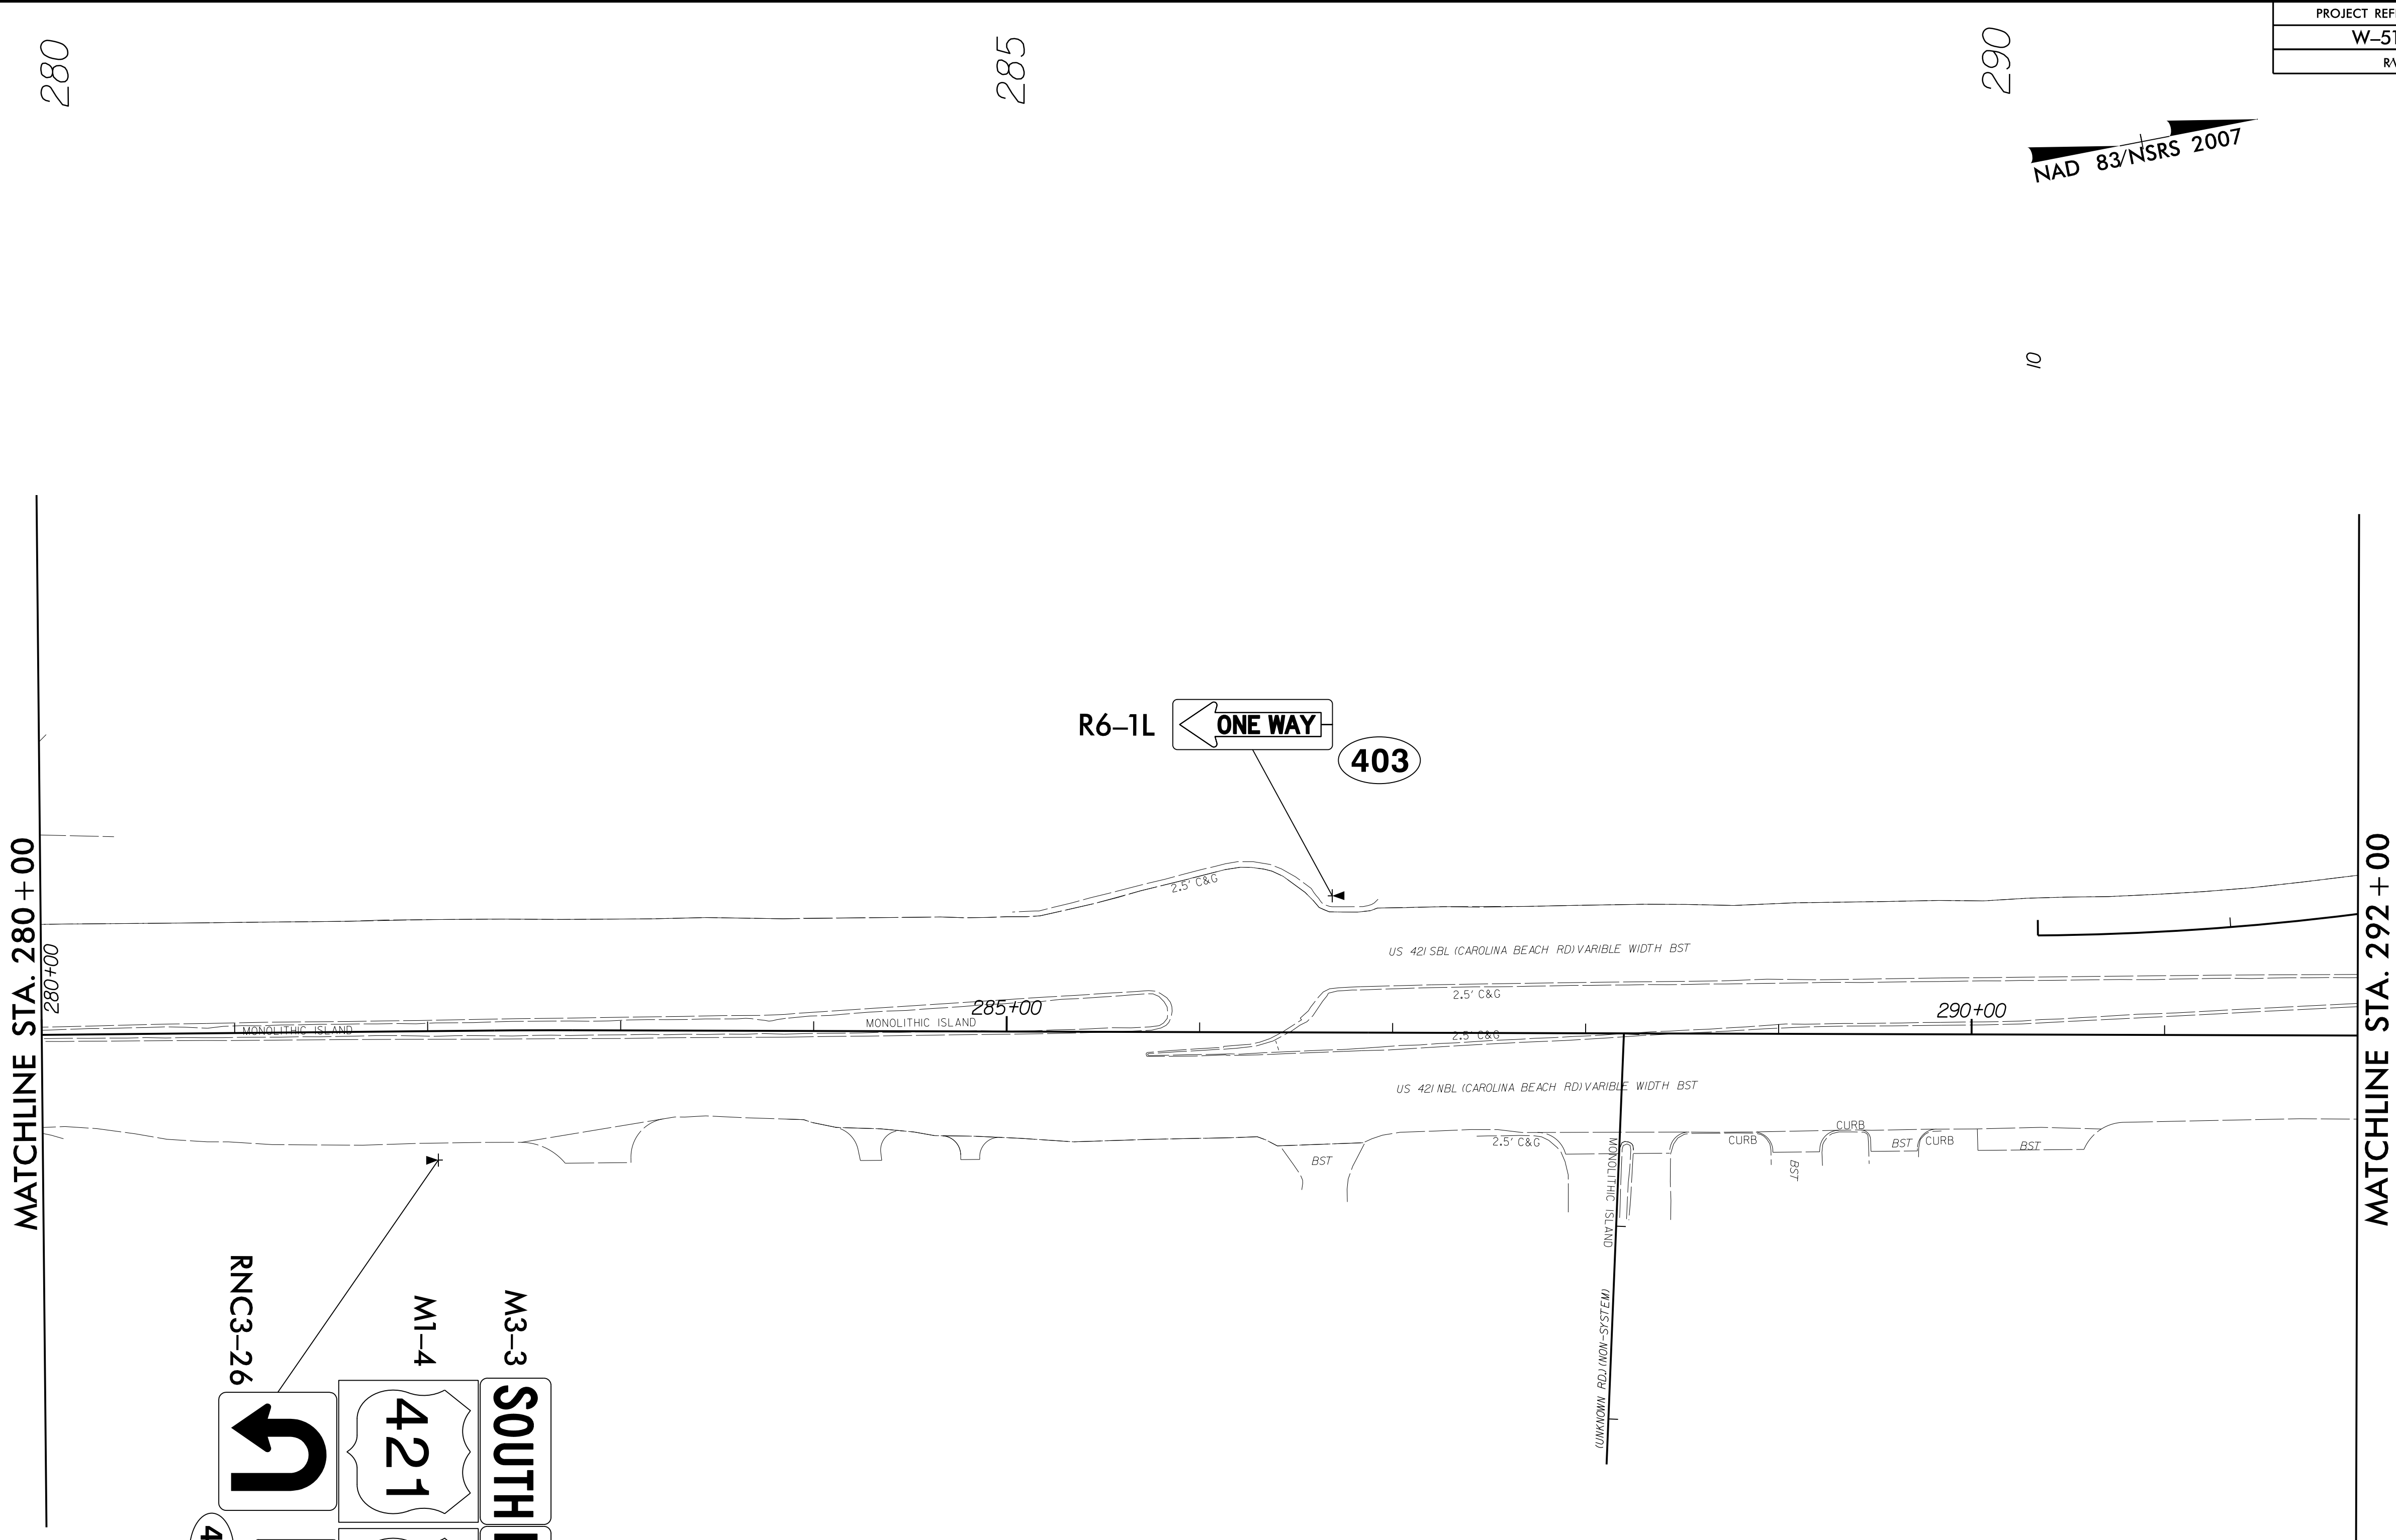 280
285
290
PROJECT REF
W–51
NAD 83/NSRS 2007
10
R6–1L
ONE WAY
403
2.5' C&G
MATCHLINE STA. 280+00
280+00
US 421 SBL (CAROLINA BEACH RD) VARIBLE WIDTH BST
2.5' C&G
285+00
290+00
MONOLITHIC ISLAND
MONOLITHIC ISLAND
2.5' C&G
MATCHLINE STA. 292+00
US 421 NBL (CAROLINA BEACH RD) VARIBLE WIDTH BST
2.5' C&G
CURB
CURB
CURB
BST
BST
BST
BST
MONOLITHIC ISLAND
(UNKNOWN RD.) (NON-SYSTEM)
RNC3–26
M1–4
M3–3
421
SOUTH
4